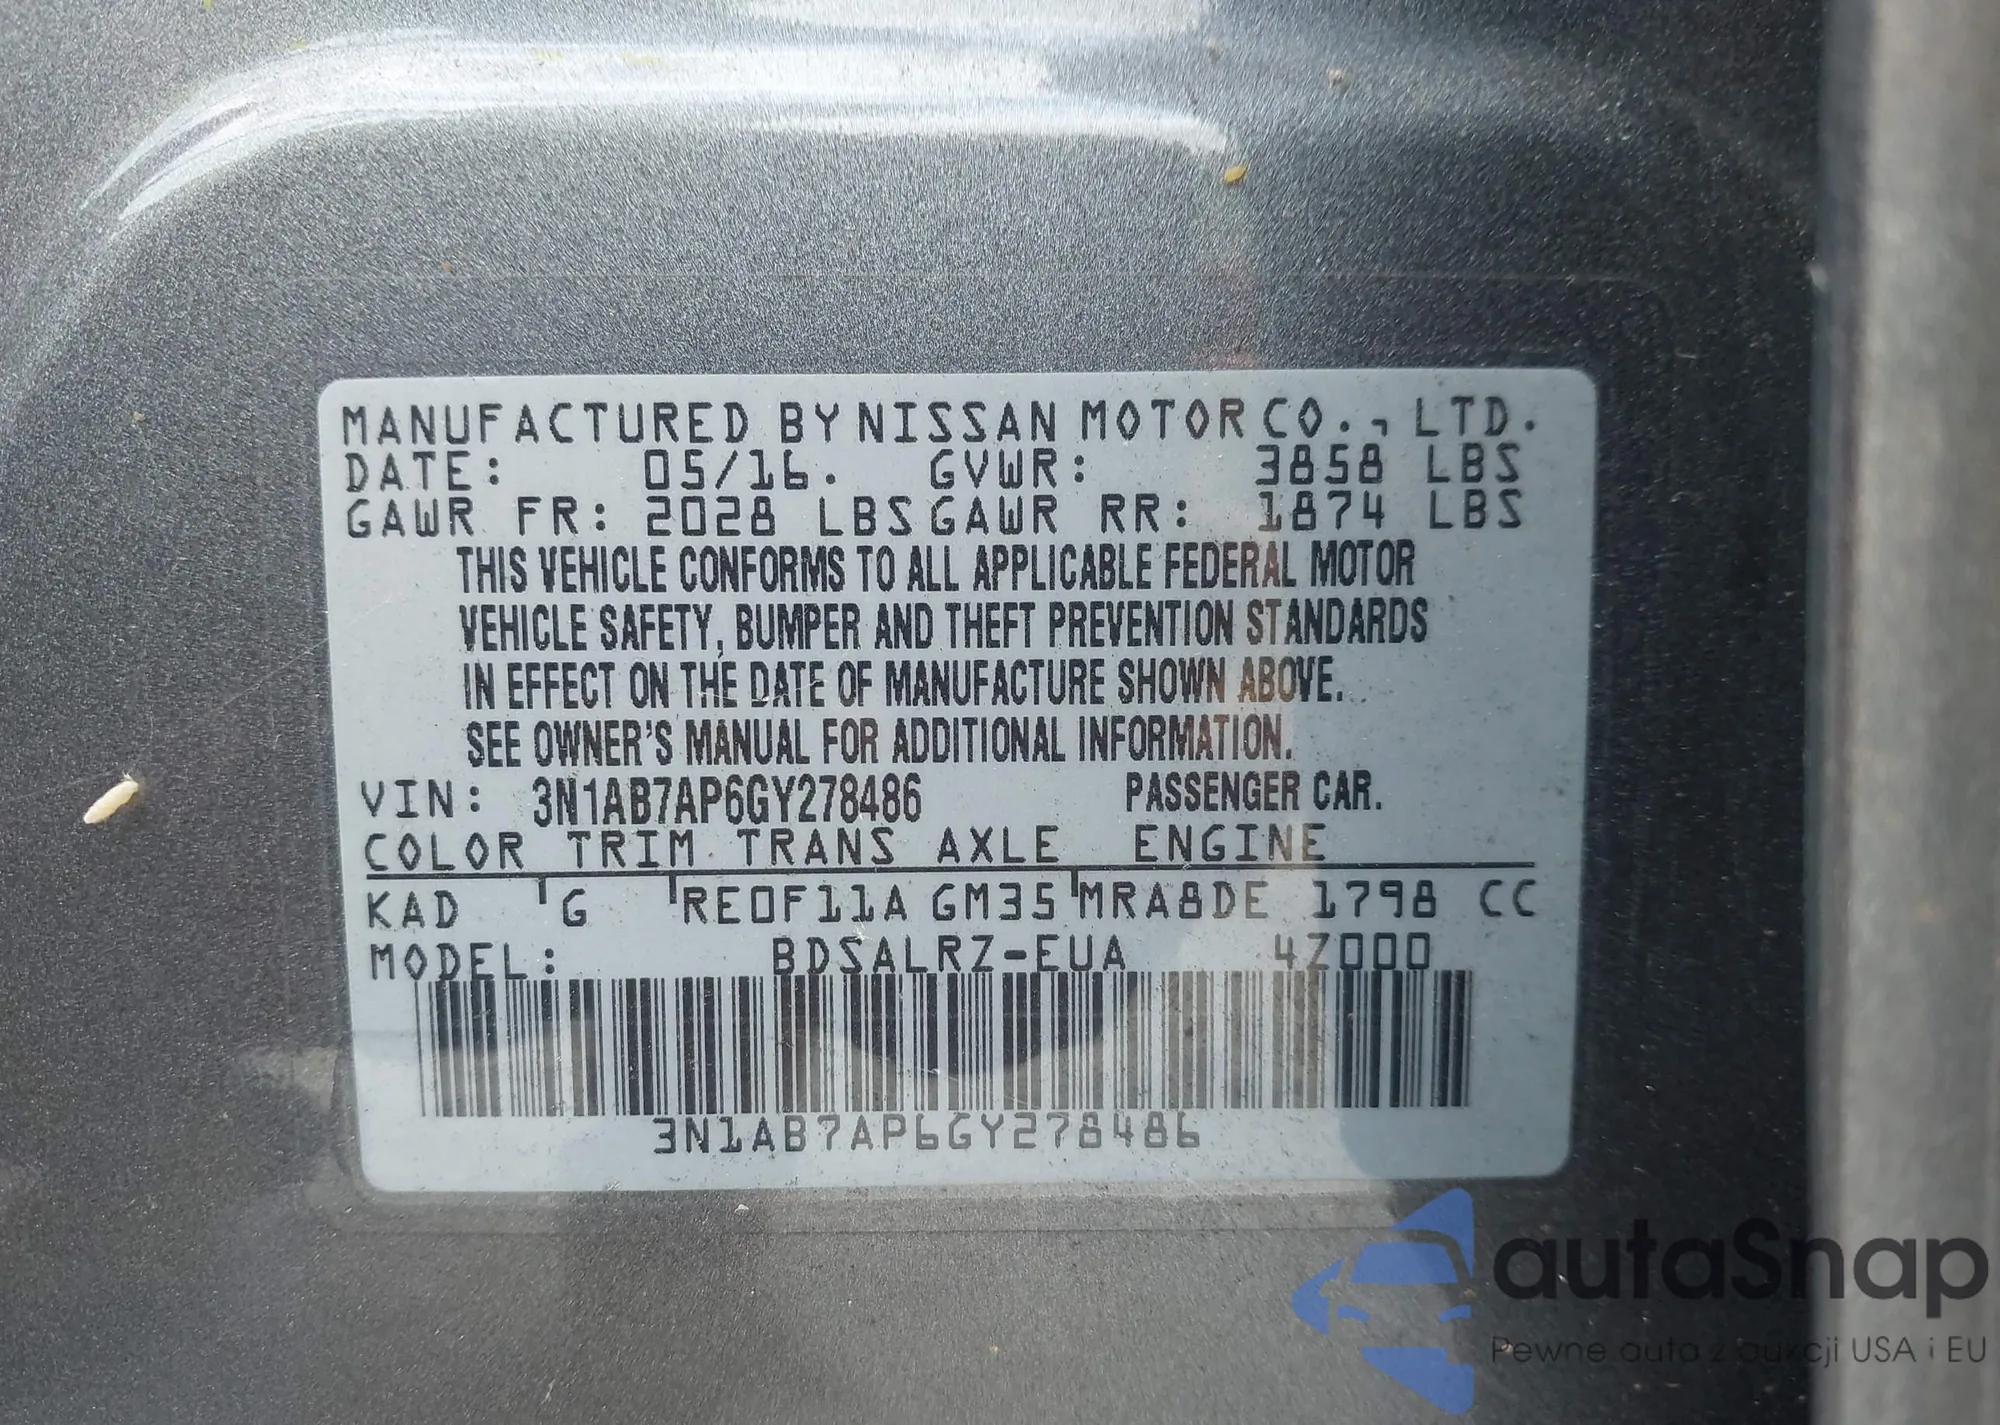 MANUFACTURED BY NISSAN MOTOR CO., LTD.
DATE: 05/16. GVWR: 3858 LBS
GAWR FR: 2028 LBS GAWR RR: 1874 LBS
THIS VEHICLE CONFORMS TO ALL APPLICABLE FEDERAL MOTOR
VEHICLE SAFETY, BUMPER AND THEFT PREVENTION STANDARDS
IN EFFECT ON THE DATE OF MANUFACTURE SHOWN ABOVE.
SEE OWNER'S MANUAL FOR ADDITIONAL INFORMATION.
VIN: 3N1AB7AP6GY278486 PASSENGER CAR.
COLOR TRIM TRANS AXLE ENGINE
KAD G RE0F11A GM35 MRA8DE 1798 CC
MODEL: BDSALRZ-EUA 4Z000
3N1AB7AP6GY278486
autaSnap
Pewne auta z aukcji USA i EU